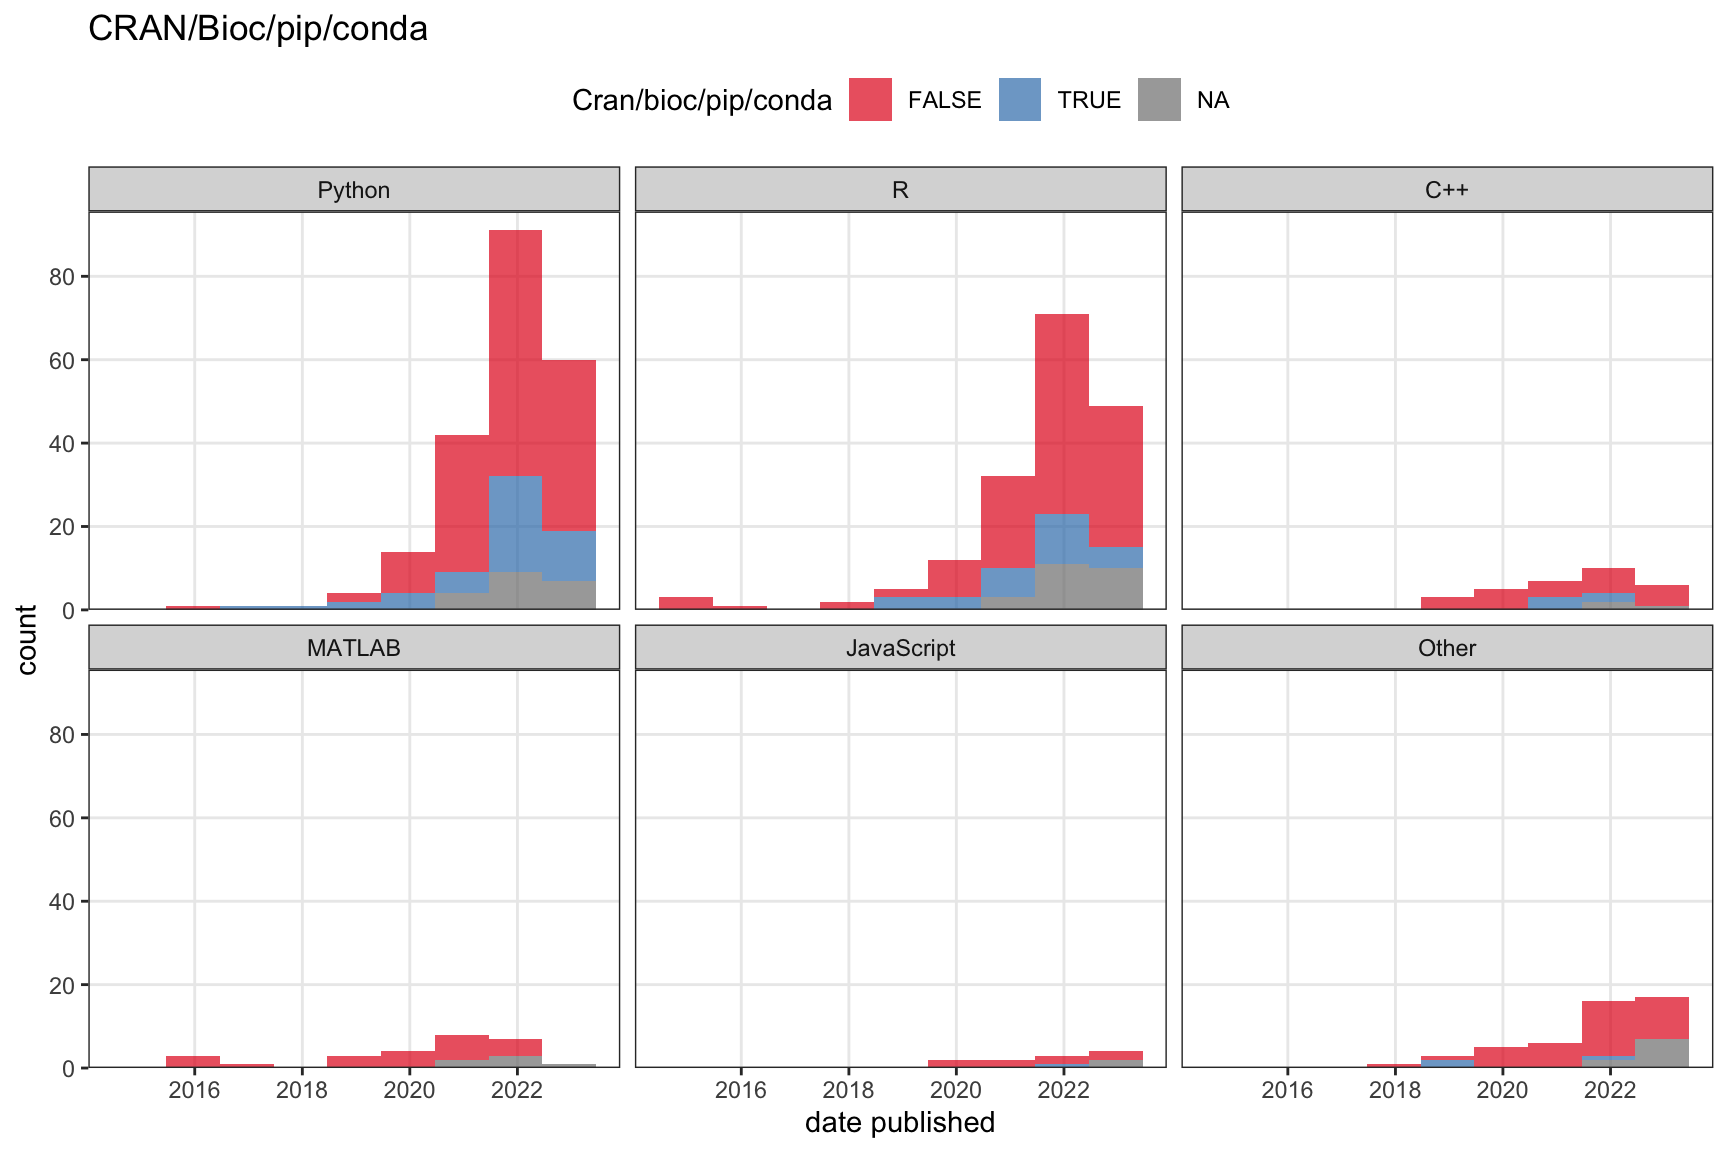 CRAN/Bioc/pip/conda
Cran/bioc/pip/conda FALSE TRUE NA
Python R C++
80
60
40
20
0
count
MATLAB JavaScript Other
80
60
40
20
0
2016 2018 2020 2022 2016 2018 2020 2022 2016 2018 2020 2022
date published